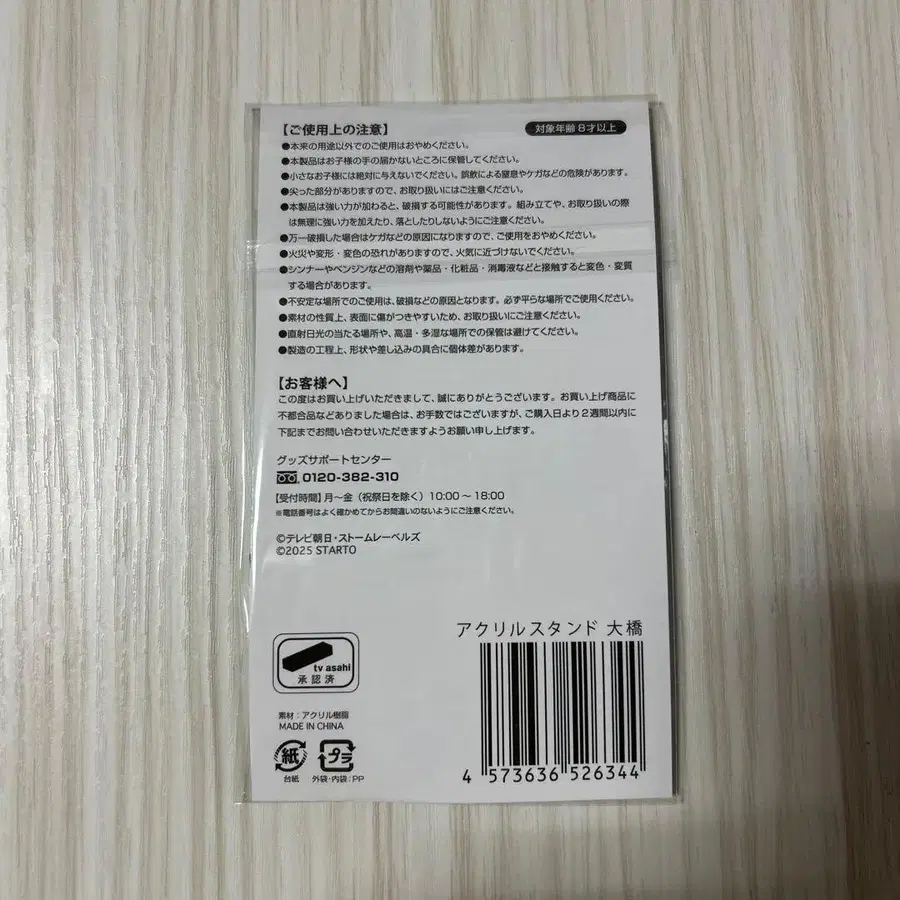 【ご使用上の注意】
対象年齢8才以上
●本来の用途以外でのご使用はおやめください。
●本製品はお子様の手の届かないところに保管してください。
●小さなお子様には絶対に与えないでください。誤飲による窒息やケガなどの危険があります。
●尖った部分がありますので、お取り扱いにはご注意ください。
●本製品は強い力が加わると、破損する可能性があります。組み立てや、お取り扱いの際
は無理に強い力を加えたり、落としたりしないようにご注意ください。
●万一破損した場合はケガなどの原因になりますので、ご使用をおやめください。
●火災や変形・変色の恐れがありますので、火気に近づけないでください。
●シンナーやベンジンなどの溶剤や薬品・化粧品・消毒液などと接触すると変色・変質
する場合があります。
●不安定な場所でのご使用は、破損などの原因となります。必ず平らな場所でご使用ください。
●素材の性質上、表面に傷がつきやすいため、お取り扱いにご注意ください。
●直射日光の当たる場所や、高温・多湿な場所での保管は避けてください。
●製造の工程上、形状や差し込みの具合に個体差があります。
【お客様へ】
この度はお買い上げいただきまして、誠にありがとうございます。お買い上げ商品に
不都合品などありました場合は、お手数ではございますが、ご購入日より2週間以内に
下記までお問い合わせいただきますようお願い申し上げます。
グッズサポートセンター
0120-382-310
【受付時間】月〜金（祝祭日を除く）10:00〜18:00
※電話番号はよく確かめてからお間違いのないようにご注意ください。
©テレビ朝日・ストームレーベルズ
©2025 STARTO
アクリルスタンド 大橋
tv asahi
承認済
素材：アクリル樹脂
MADE IN CHINA
紙
プラ
台紙
外袋・内袋：PP
4 573636 526344